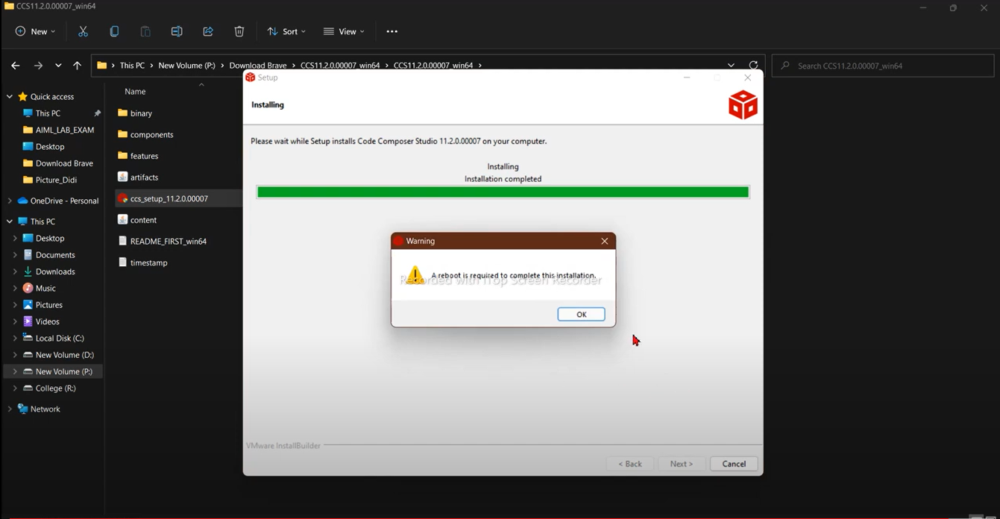 CCS11.2.0.00007_win64
New
Sort
View
This PC > New Volume (P:) > Download Brave > CCS11.2.0.00007_win64 > CCS11.2.0.00007_win64 >
Search CCS11.2.0.00007_win64
Quick access
This PC
AIML_LAB_EXAM
Desktop
Download Brave
Picture_Didi
OneDrive - Personal
This PC
Desktop
Documents
Downloads
Music
Pictures
Videos
Local Disk (C:)
New Volume (D:)
New Volume (P:)
College (R:)
Network
Name
binary
components
features
artifacts
ccs_setup_11.2.0.00007
content
README_FIRST_win64
timestamp
Setup
Installing
Please wait while Setup installs Code Composer Studio 11.2.0.00007 on your computer.
Installing
Installation completed
Warning
A reboot is required to complete this installation.
Recorded with iTop Screen Recorder
OK
VMware InstallBuilder
< Back
Next >
Cancel